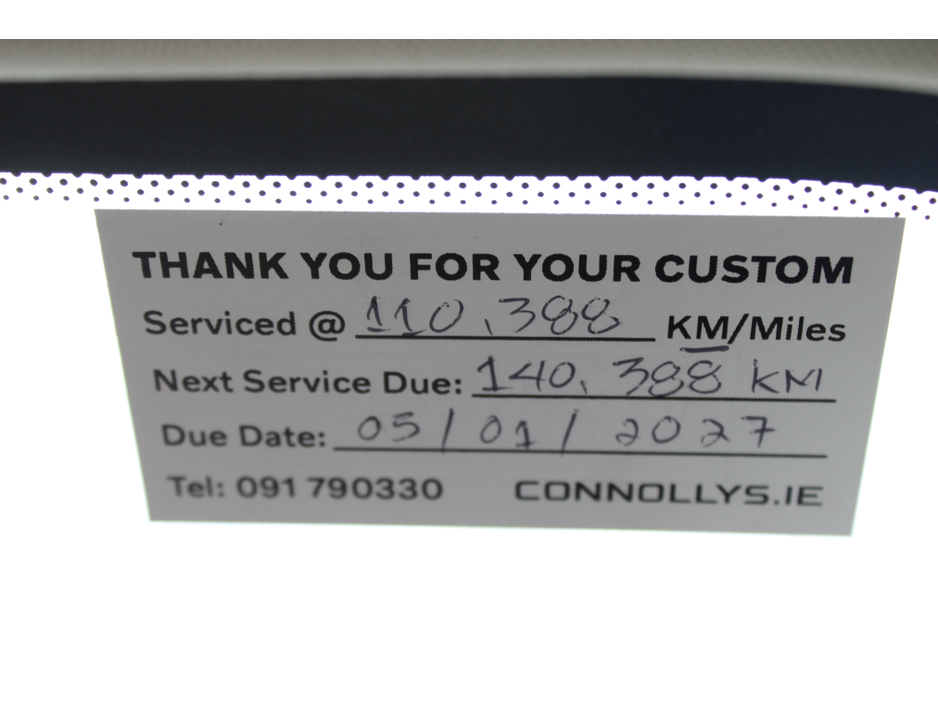 THANK YOU FOR YOUR CUSTOM
Serviced @ 110,388 KM/Miles
Next Service Due: 140,388 KM
Due Date: 05/01/2027
Tel: 091 790330 CONNOLLYS.IE